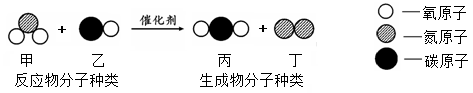 催化剂
+ + —氧原子
甲 乙 丙 丁 —氮原子
反应物分子种类 生成物分子种类 —碳原子